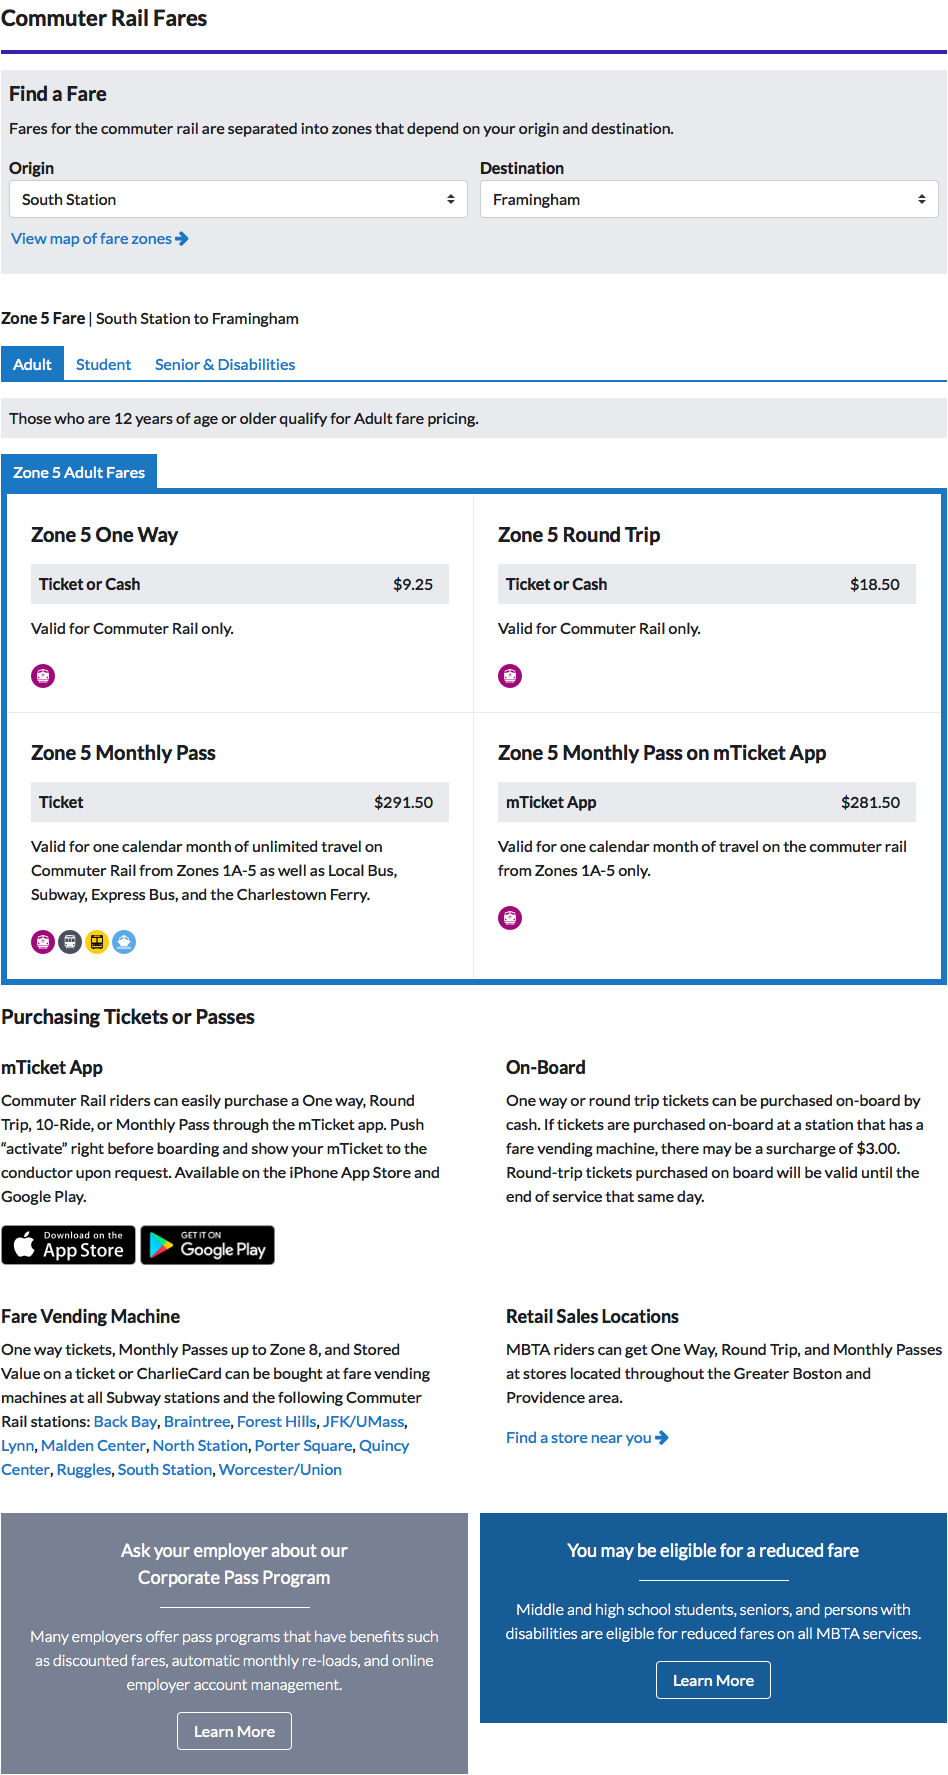 Commuter Rail Fares
Find a Fare
Fares for the commuter rail are separated into zones that depend on your origin and destination.
Origin
Destination
South Station
Framingham
View map of fare zones
Zone 5 Fare | South Station to Framingham
Adult
Student
Senior & Disabilities
Those who are 12 years of age or older qualify for Adult fare pricing.
Zone 5 Adult Fares
Zone 5 One Way
Ticket or Cash $9.25
Valid for Commuter Rail only.
Zone 5 Round Trip
Ticket or Cash $18.50
Valid for Commuter Rail only.
Zone 5 Monthly Pass
Ticket $291.50
Valid for one calendar month of unlimited travel on
Commuter Rail from Zones 1A-5 as well as Local Bus,
Subway, Express Bus, and the Charlestown Ferry.
Zone 5 Monthly Pass on mTicket App
mTicket App $281.50
Valid for one calendar month of travel on the commuter rail
from Zones 1A-5 only.
Purchasing Tickets or Passes
mTicket App
Commuter Rail riders can easily purchase a One way, Round
Trip, 10-Ride, or Monthly Pass through the mTicket app. Push
“activate” right before boarding and show your mTicket to the
conductor upon request. Available on the iPhone App Store and
Google Play.
Download on the
App Store
GET IT ON
Google Play
On-Board
One way or round trip tickets can be purchased on-board by
cash. If tickets are purchased on-board at a station that has a
fare vending machine, there may be a surcharge of $3.00.
Round-trip tickets purchased on board will be valid until the
end of service that same day.
Fare Vending Machine
One way tickets, Monthly Passes up to Zone 8, and Stored
Value on a ticket or CharlieCard can be bought at fare vending
machines at all Subway stations and the following Commuter
Rail stations: Back Bay, Braintree, Forest Hills, JFK/UMass,
Lynn, Malden Center, North Station, Porter Square, Quincy
Center, Ruggles, South Station, Worcester/Union
Retail Sales Locations
MBTA riders can get One Way, Round Trip, and Monthly Passes
at stores located throughout the Greater Boston and
Providence area.
Find a store near you
Ask your employer about our
Corporate Pass Program
Many employers offer pass programs that have benefits such
as discounted fares, automatic monthly re-loads, and online
employer account management.
Learn More
You may be eligible for a reduced fare
Middle and high school students, seniors, and persons with
disabilities are eligible for reduced fares on all MBTA services.
Learn More